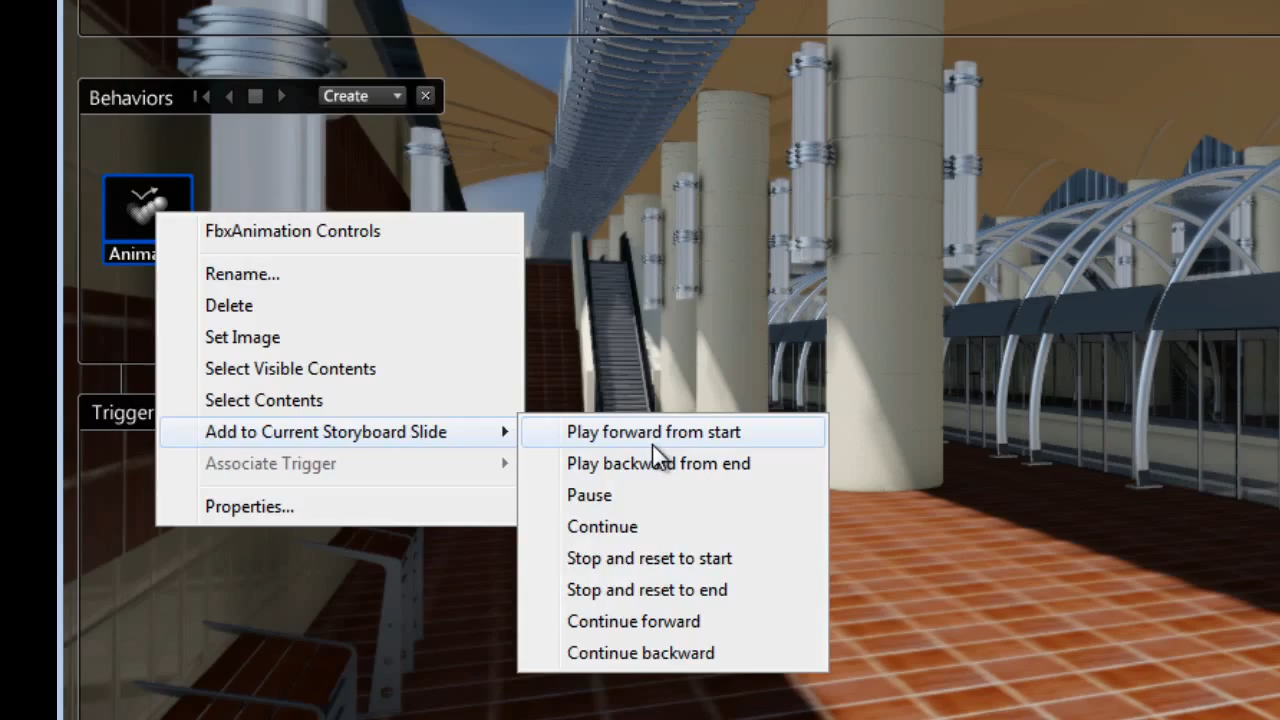 Behaviors
Create
Anima
FbxAnimation Controls
Rename...
Delete
Set Image
Select Visible Contents
Select Contents
Add to Current Storyboard Slide
Associate Trigger
Properties...
Trigger
Play forward from start
Play backward from end
Pause
Continue
Stop and reset to start
Stop and reset to end
Continue forward
Continue backward